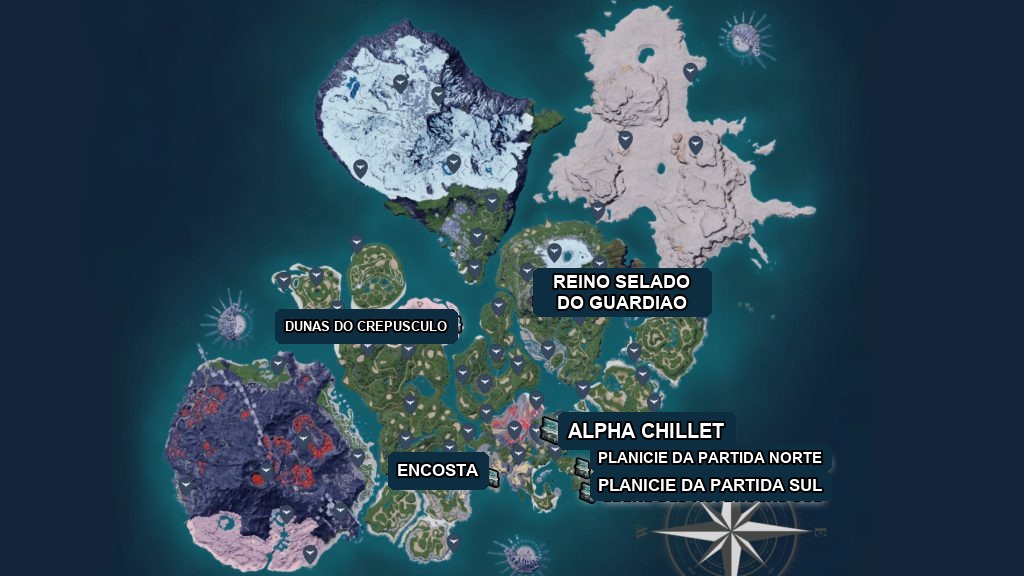 REINO SELADO
DO GUARDIAO
DUNAS DO CREPUSCULO
ALPHA CHILLET
PLANICIE DA PARTIDA NORTE
ENCOSTA
PLANICIE DA PARTIDA SUL
E